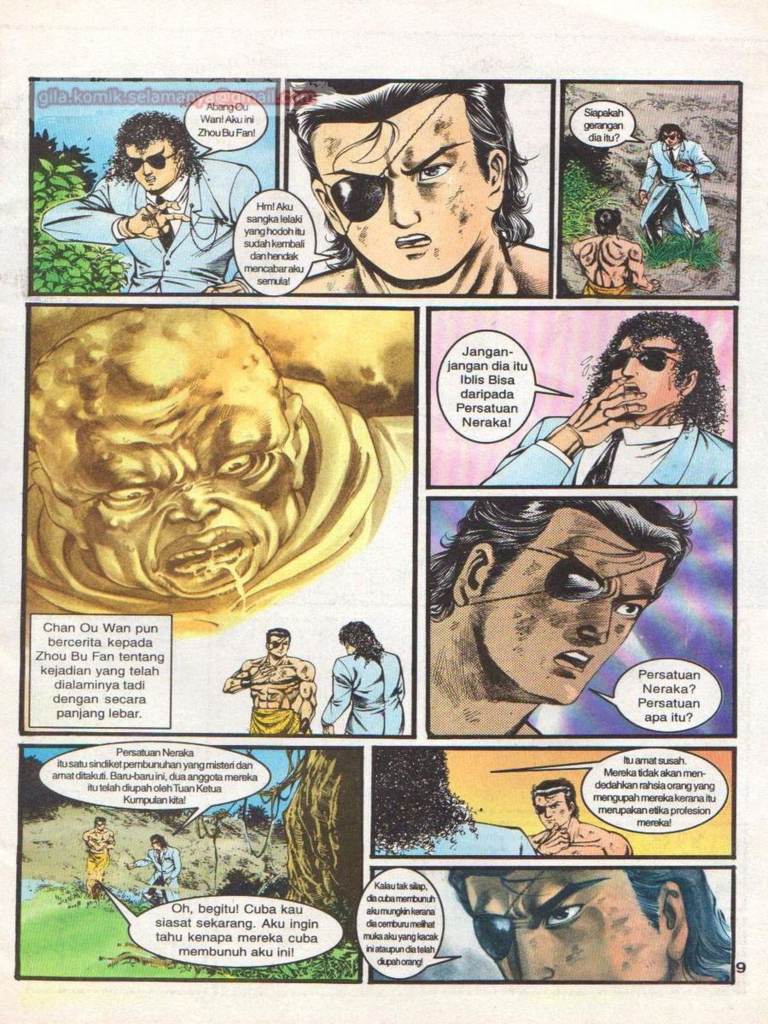 gila.komik.selamanya@gmail.com
Abang Ou
Wan! Aku ini
Zhou Bu Fan!
Hm! Aku
sangka lelaki
yang hodoh itu
sudah kembali
dan hendak
mencabar aku
semula!
Siapakah
gerangan
dia itu?
Chan Ou Wan pun
bercerita kepada
Zhou Bu Fan tentang
kejadian yang telah
dialaminya tadi
dengan secara
panjang lebar.
Jangan-
jangan dia itu
Iblis Bisa
daripada
Persatuan
Neraka!
Persatuan
Neraka?
Persatuan
apa itu?
Persatuan Neraka
itu satu sindiket pembunuhan yang misteri dan
amat ditakuti. Baru-baru ini, dua anggota mereka
itu telah diupah oleh Tuan Ketua
Kumpulan kita!
Oh, begitu! Cuba kau
siasat sekarang. Aku ingin
tahu kenapa mereka cuba
membunuh aku ini!
Itu amat susah.
Mereka tidak akan men-
dedahkan rahsia orang yang
mengupah mereka kerana itu
merupakan etika profesion
mereka!
Kalau tak silap,
dia cuba membunuh
aku mungkin kerana
dia cemburu melihat
muka aku yang kacak
ini ataupun dia telah
diupah orang!
9